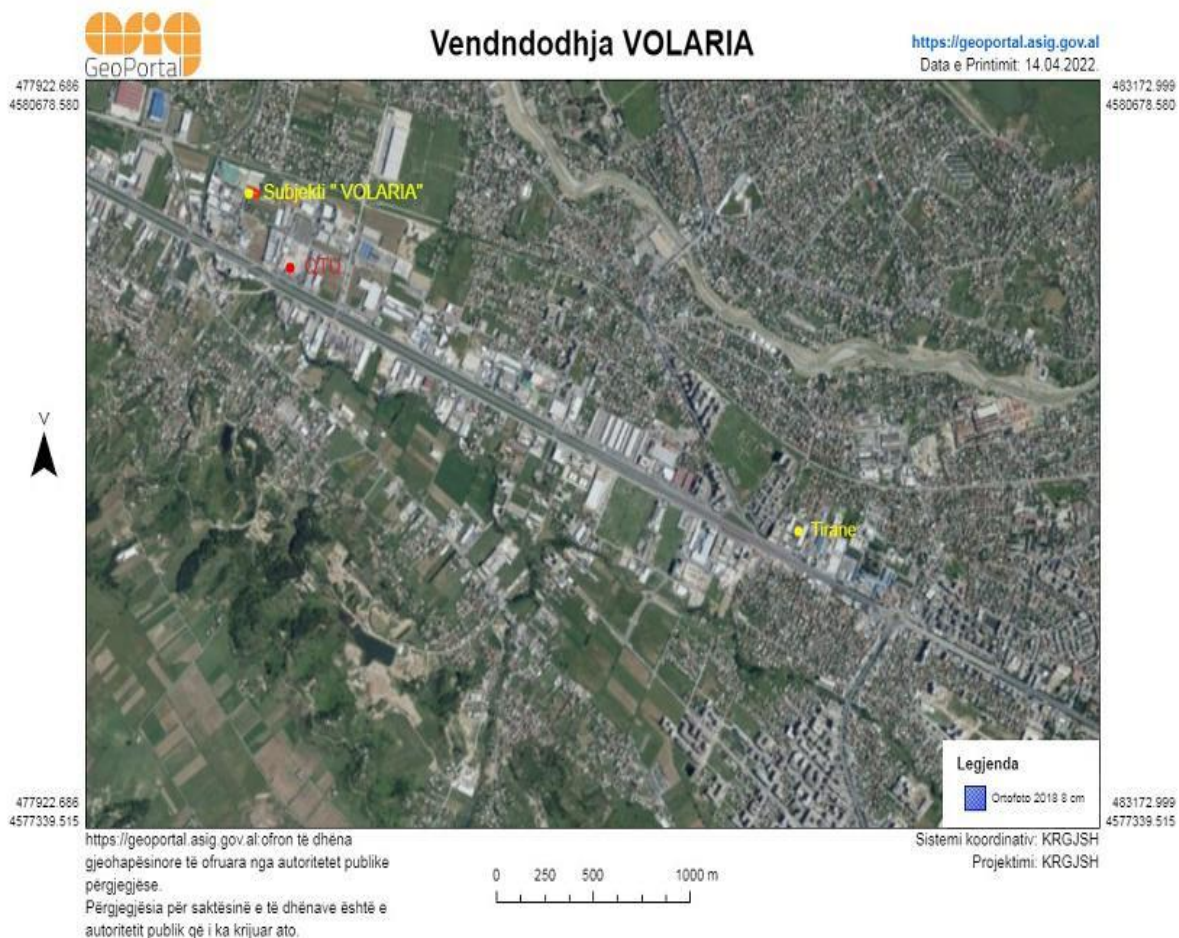 asig
GeoPortal
Vendndodhja VOLARIA
https://geoportal.asig.gov.al
Data e Printimit: 14.04.2022.
477922.686
4580678.580
483172.999
4580678.580
Subjekti " VOLARIA"
QTU
V
Tirane
Legjenda
Ortofoto 2018 8 cm
477922.686
4577339.515
483172.999
4577339.515
https://geoportal.asig.gov.al:ofron të dhëna
gjeohapësinore të ofruara nga autoritetet publike
përgjegjëse.
Përgjegjësia për saktësinë e të dhënave është e
autoritetit publik që i ka krijuar ato.
0 250 500 1000 m
Sistemi koordinativ: KRGJSH
Projektimi: KRGJSH